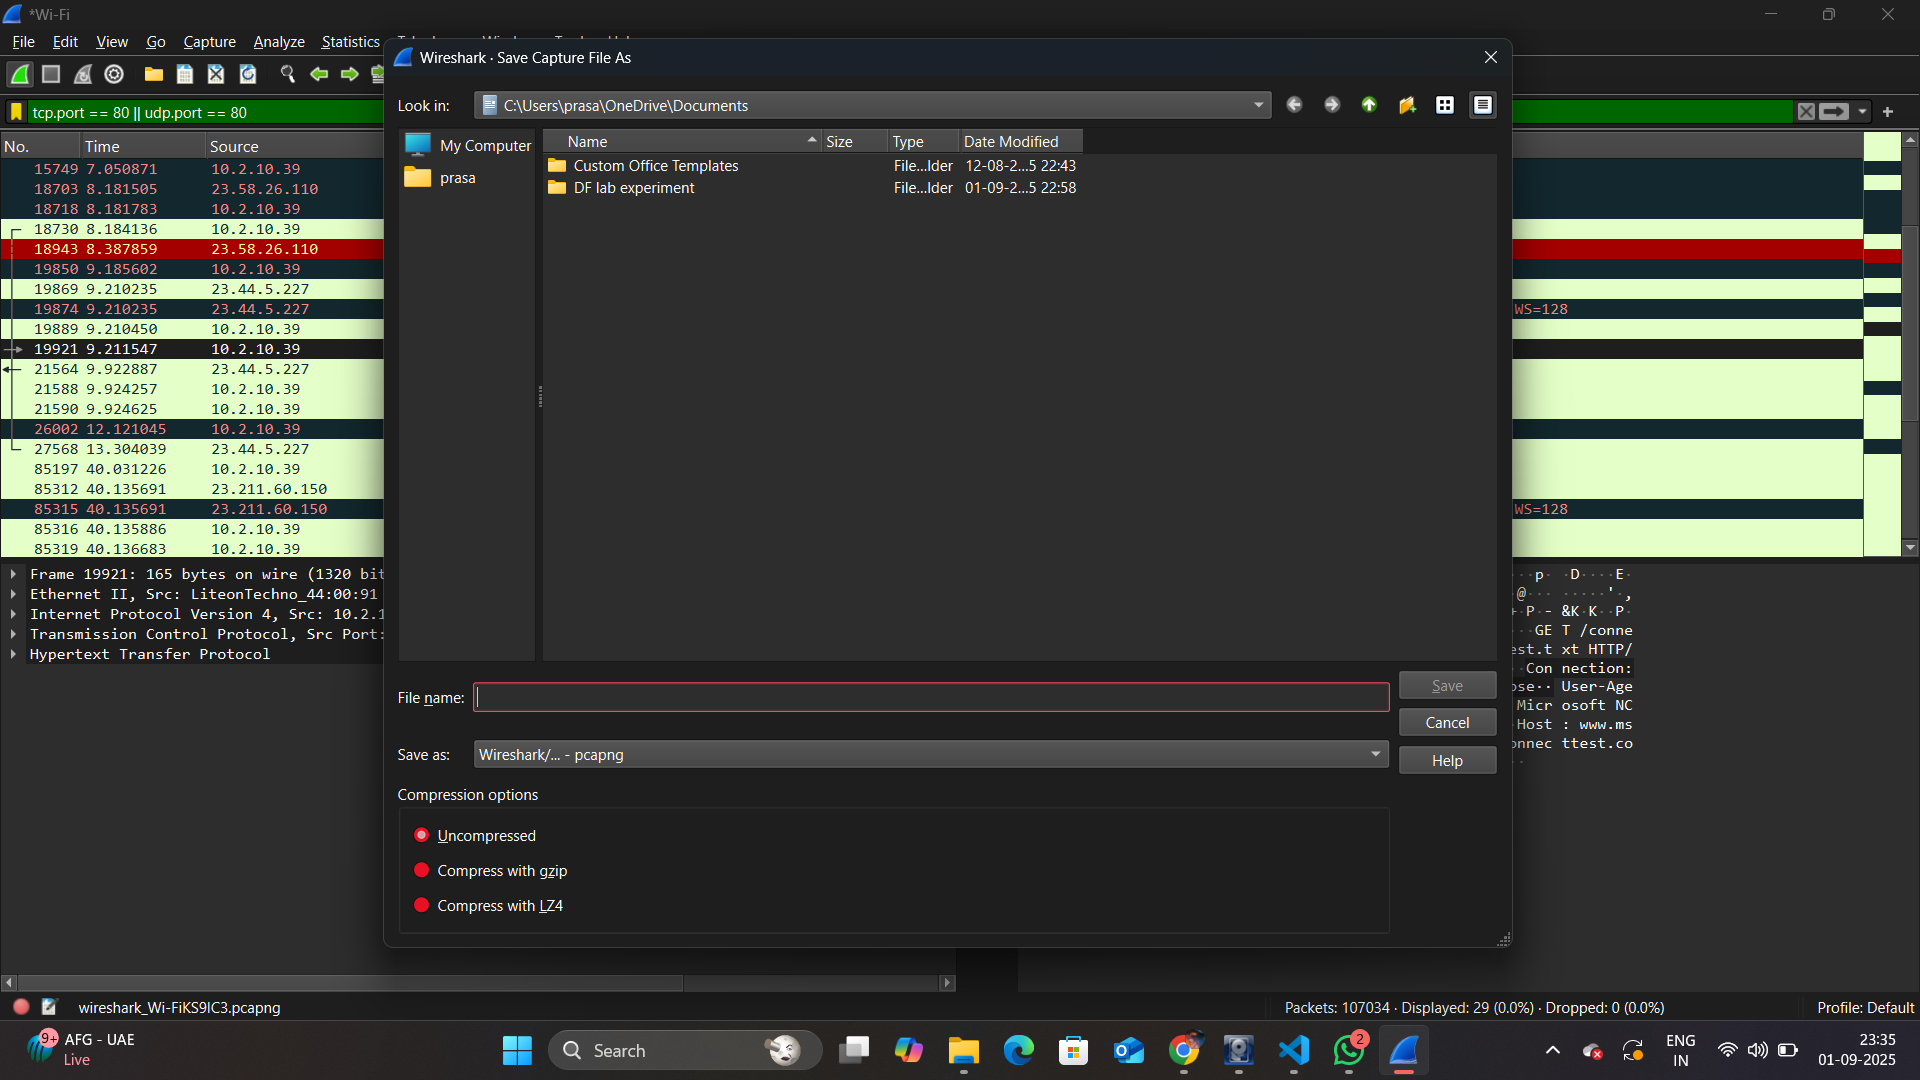 *Wi-Fi
File Edit View Go Capture Analyze Statistics
tcp.port == 80 || udp.port == 80
No. Time Source
15749 7.050871 10.2.10.39
18703 8.181505 23.58.26.110
18718 8.181783 10.2.10.39
18730 8.184136 10.2.10.39
18943 8.387859 23.58.26.110
19850 9.185602 10.2.10.39
19869 9.210235 23.44.5.227
19874 9.210235 23.44.5.227
19889 9.210450 10.2.10.39
19921 9.211547 10.2.10.39
21564 9.922887 23.44.5.227
21588 9.924257 10.2.10.39
21590 9.924625 10.2.10.39
26002 12.121045 10.2.10.39
27568 13.304039 23.44.5.227
85197 40.031226 10.2.10.39
85312 40.135691 23.211.60.150
85315 40.135691 23.211.60.150
85316 40.135886 10.2.10.39
85319 40.136683 10.2.10.39
WS=128
WS=128
Frame 19921: 165 bytes on wire (1320 bit
Ethernet II, Src: LiteonTechno_44:00:91
Internet Protocol Version 4, Src: 10.2.1
Transmission Control Protocol, Src Port:
Hypertext Transfer Protocol
Wireshark · Save Capture File As
Look in: C:\Users\prasa\OneDrive\Documents
My Computer
prasa
Name Size Type Date Modified
Custom Office Templates File...lder 12-08-2...5 22:43
DF lab experiment File...lder 01-09-2...5 22:58
File name:
Save
Cancel
Save as: Wireshark/... - pcapng
Help
Compression options
Uncompressed
Compress with gzip
Compress with LZ4
···p· ·D····E·
·@··· ·····',
+·P·-·&K·K··P·
···GE T /conne
est.t xt HTTP/
··Con nection:
ose·· User-Age
Micr osoft NC
Host : www.ms
onnec ttest.co
wireshark_Wi-FiKS9IC3.pcapng
Packets: 107034 · Displayed: 29 (0.0%) · Dropped: 0 (0.0%)
Profile: Default
9+
AFG - UAE
Live
Search
2
ENG
IN
23:35
01-09-2025